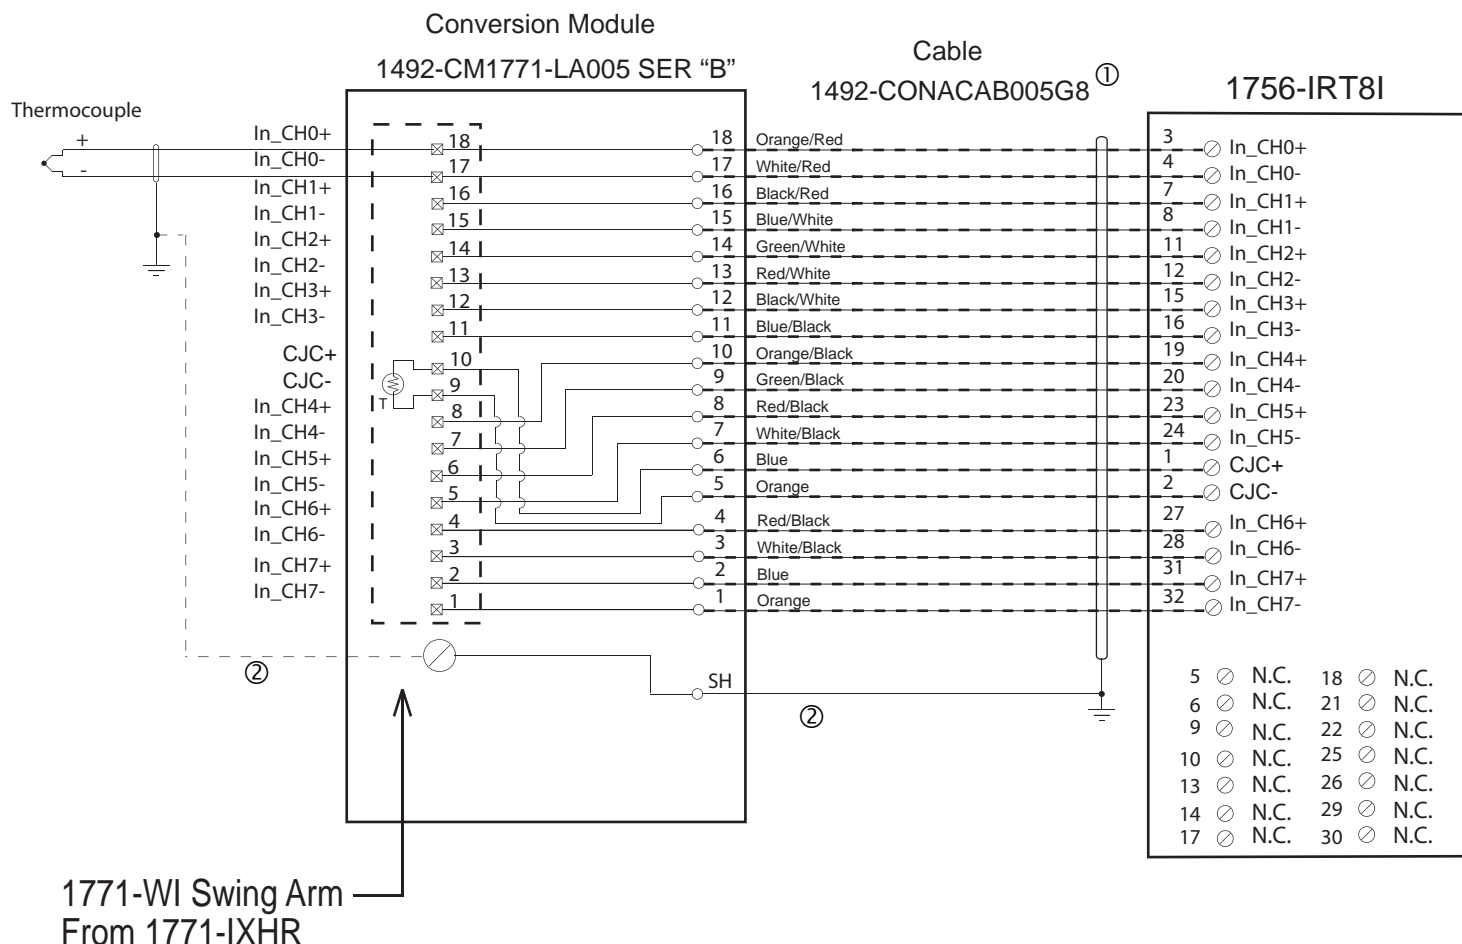 Conversion Module
1492-CM1771-LA005 SER “B”
Cable
1492-CONACAB005G8 ①
1756-IRT8I
Thermocouple
+
-
In_CH0+
In_CH0-
In_CH1+
In_CH1-
In_CH2+
In_CH2-
In_CH3+
In_CH3-
CJC+
CJC-
In_CH4+
In_CH4-
In_CH5+
In_CH5-
In_CH6+
In_CH6-
In_CH7+
In_CH7-
18
17
16
15
14
13
12
11
10
9
8
7
6
5
4
3
2
1
T
18 Orange/Red 3 In_CH0+
17 White/Red 4 In_CH0-
16 Black/Red 7 In_CH1+
15 Blue/White 8 In_CH1-
14 Green/White 11 In_CH2+
13 Red/White 12 In_CH2-
12 Black/White 15 In_CH3+
11 Blue/Black 16 In_CH3-
10 Orange/Black 19 In_CH4+
9 Green/Black 20 In_CH4-
8 Red/Black 23 In_CH5+
7 White/Black 24 In_CH5-
6 Blue 1 CJC+
5 Orange 2 CJC-
4 Red/Black 27 In_CH6+
3 White/Black 28 In_CH6-
2 Blue 31 In_CH7+
1 Orange 32 In_CH7-
②
SH
②
5 N.C. 18 N.C.
6 N.C. 21 N.C.
9 N.C. 22 N.C.
10 N.C. 25 N.C.
13 N.C. 26 N.C.
14 N.C. 29 N.C.
17 N.C. 30 N.C.
1771-WI Swing Arm
From 1771-IXHR